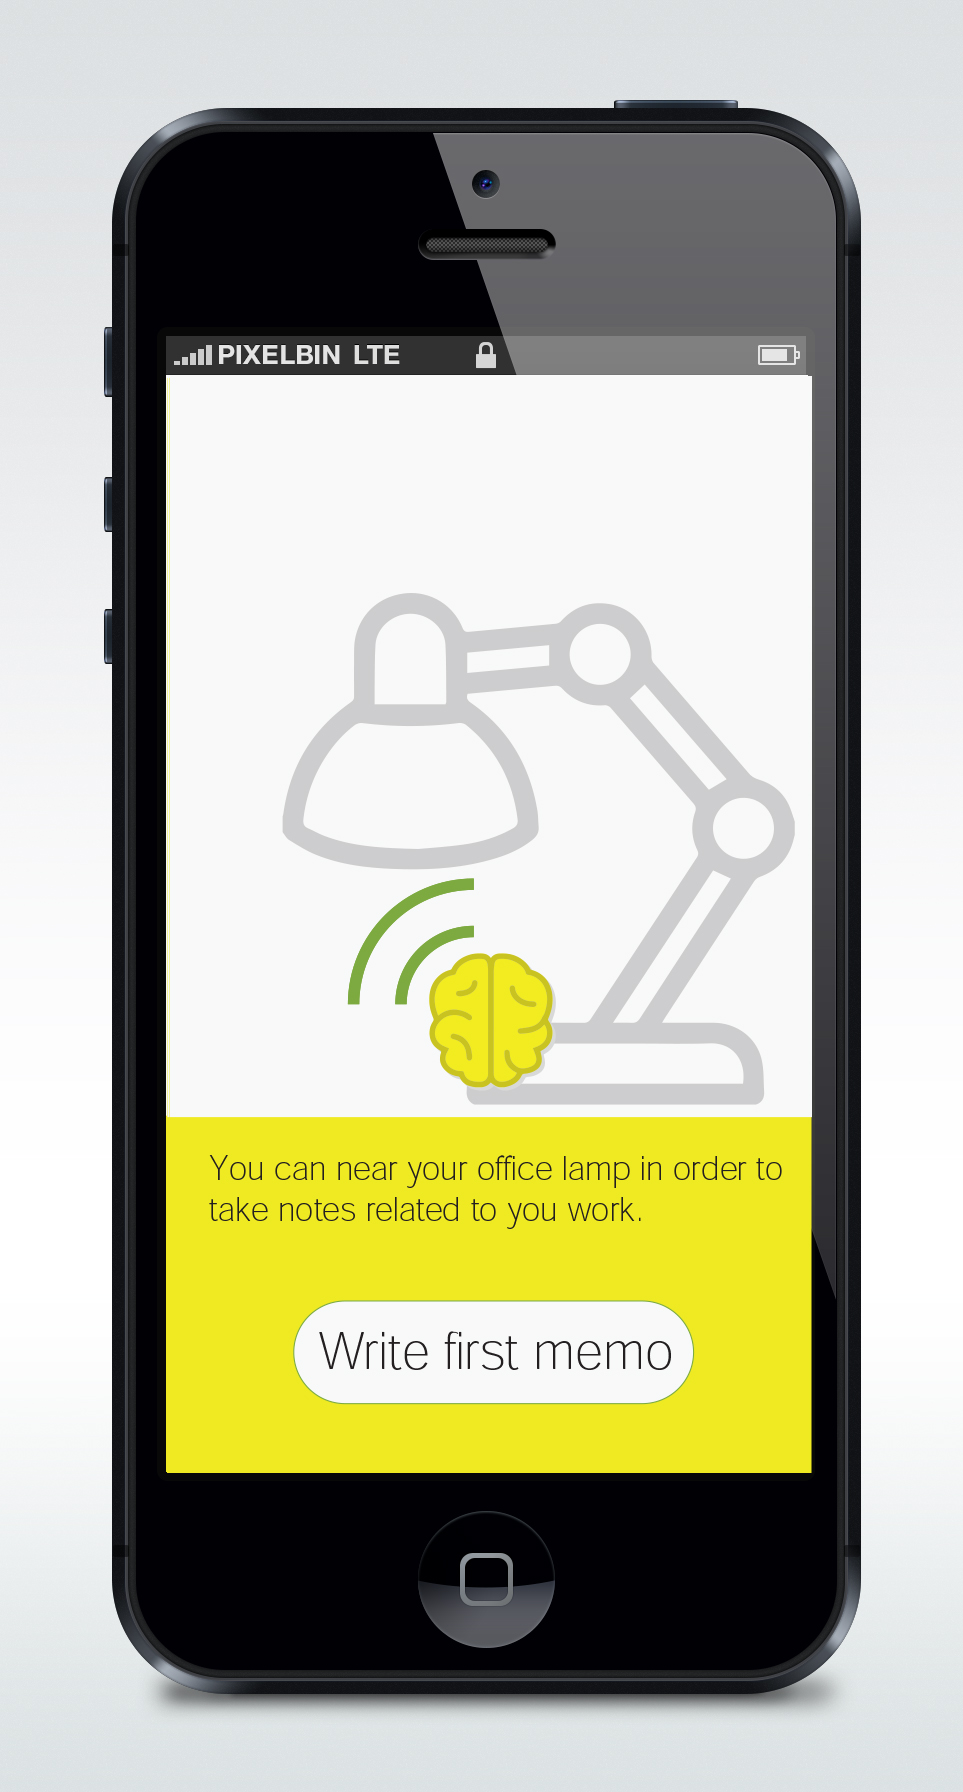 PIXELBIN LTE
You can near your office lamp in order to
take notes related to you work.
Write first memo